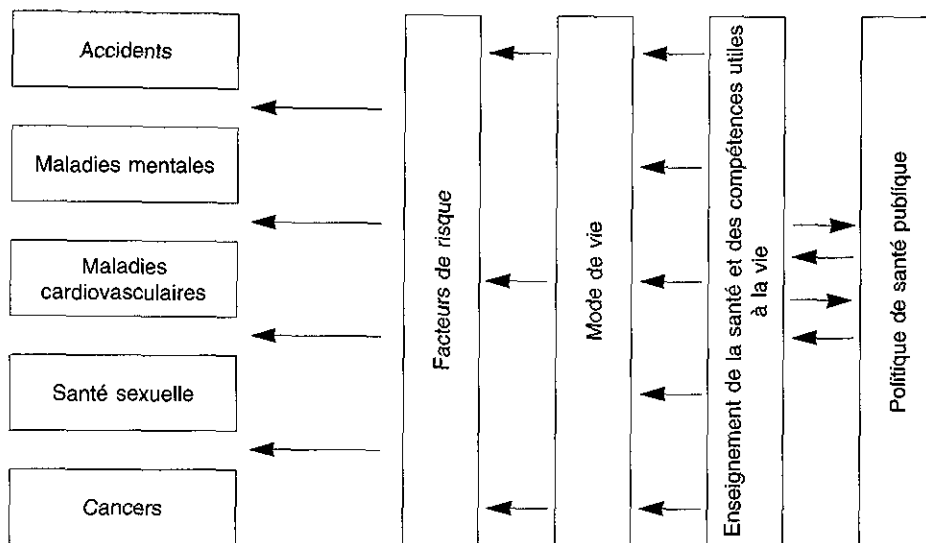 Accidents
Maladies mentales
Maladies
cardiovasculaires
Santé sexuelle
Cancers
Facteurs de risque
Mode de vie
Enseignement de la santé et des compétences utiles
à la vie
Politique de santé publique